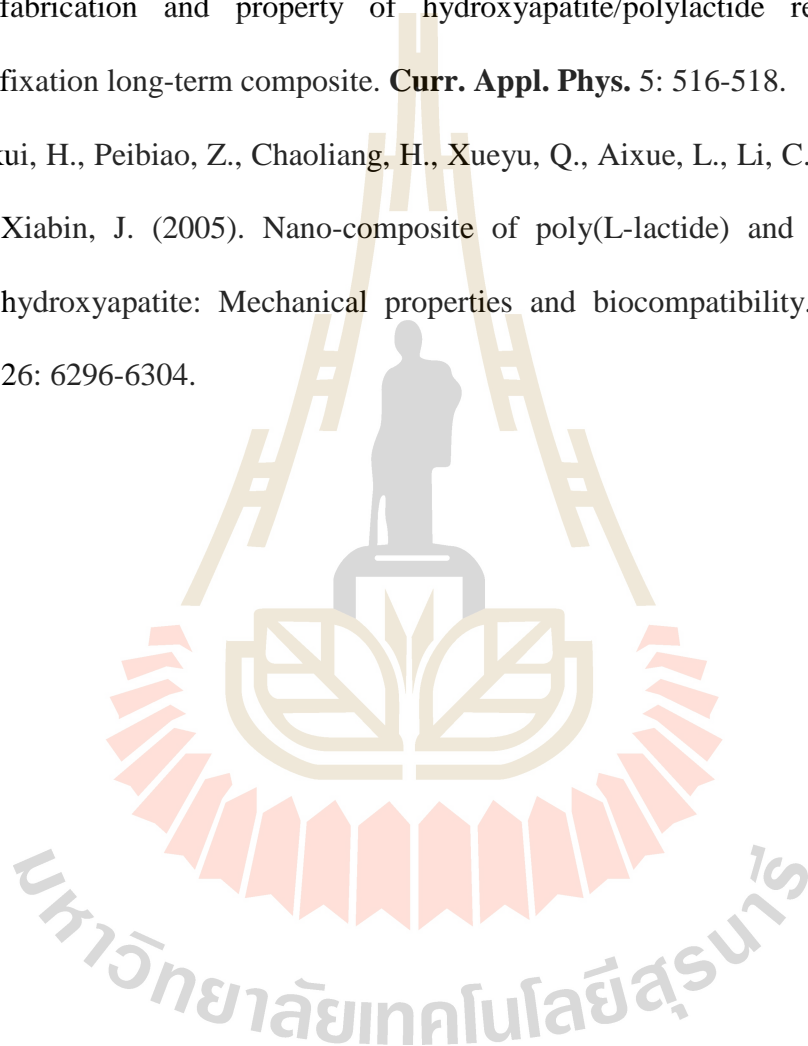 fabrication and property of hydroxyapatite/polylactide re
fixation long-term composite. Curr. Appl. Phys. 5: 516-518.
kui, H., Peibiao, Z., Chaoliang, H., Xueyu, Q., Aixue, L., Li, C.
Xiabin, J. (2005). Nano-composite of poly(L-lactide) and
hydroxyapatite: Mechanical properties and biocompatibility.
26: 6296-6304.
มหาวิทยาลัยเทคโนโลยีสุรนารี